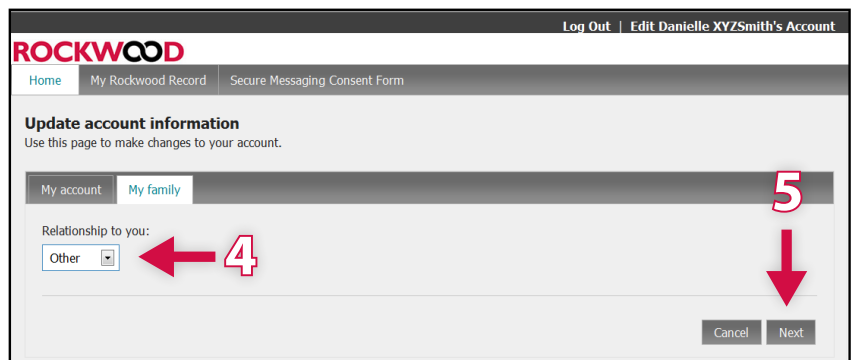 Log Out | Edit Danielle XYZSmith's Account
ROCKWOOD
Home My Rockwood Record Secure Messaging Consent Form
Update account information
Use this page to make changes to your account.
My account My family
5
Relationship to you:
Other 4
Cancel Next